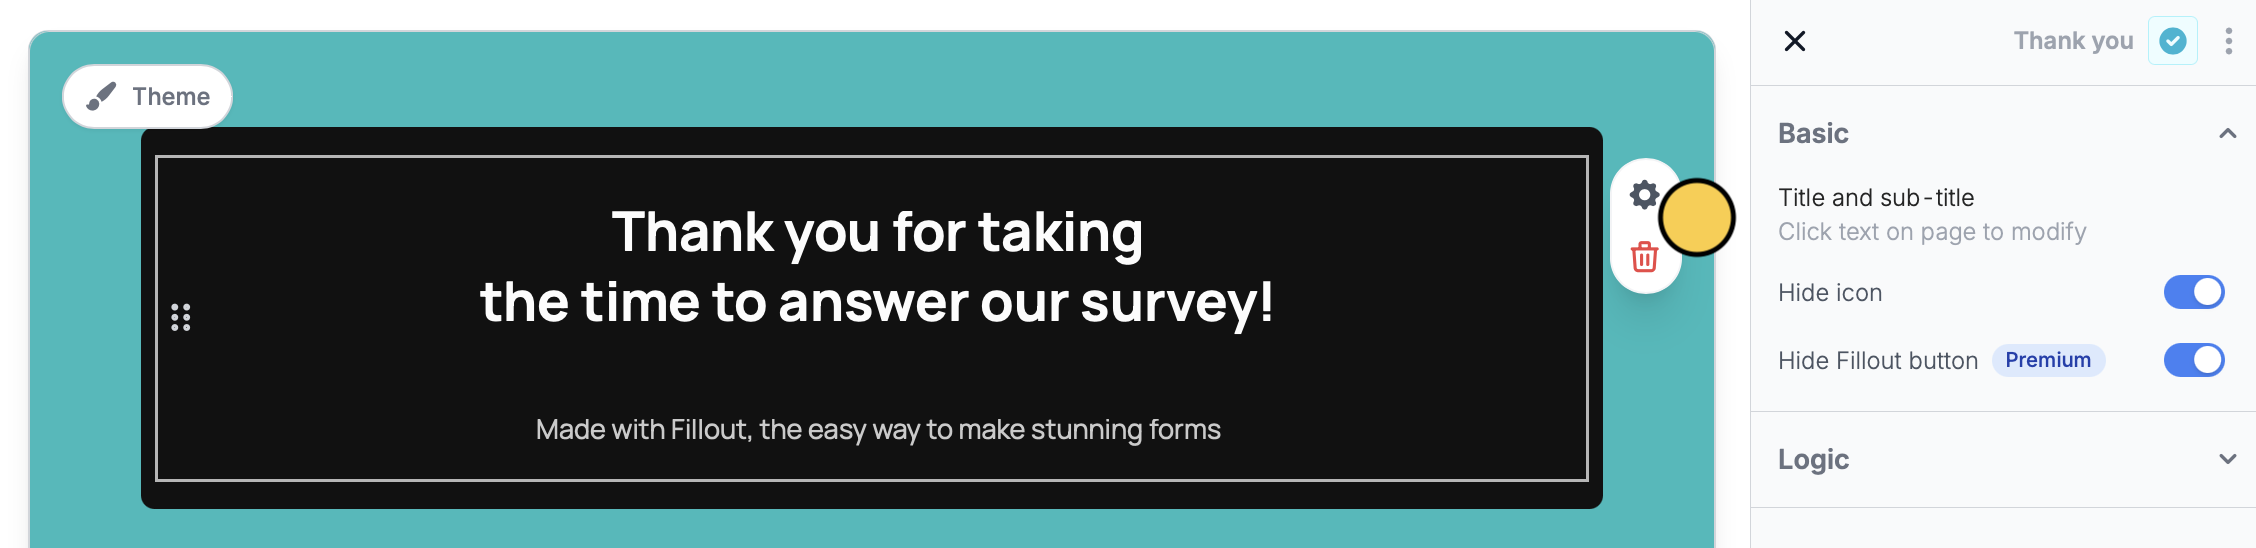 Theme
Thank you for taking
the time to answer our survey!
Made with Fillout, the easy way to make stunning forms
Thank you
Basic
Title and sub-title
Click text on page to modify
Hide icon
Hide Fillout button Premium
Logic